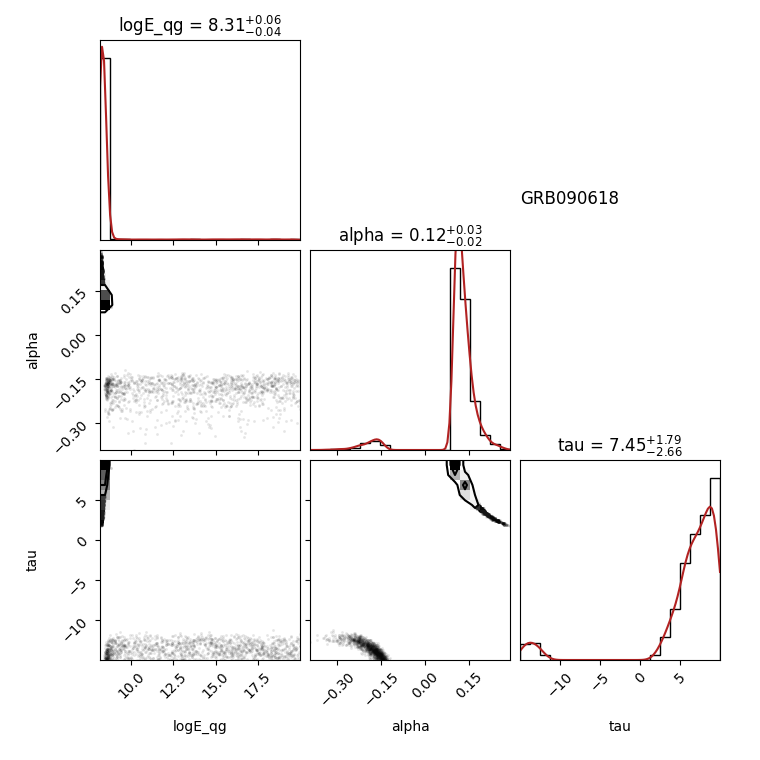 logE_qg = 8.31+0.06−0.04
GRB090618
alpha = 0.12+0.03−0.02
0.15
0.00
−0.15
−0.30
alpha
tau = 7.45+1.79−2.66
5
0
−5
−10
tau
10.0 12.5 15.0 17.5
−0.30 −0.15 0.00 0.15
−10 −5 0 5
logE_qg alpha tau